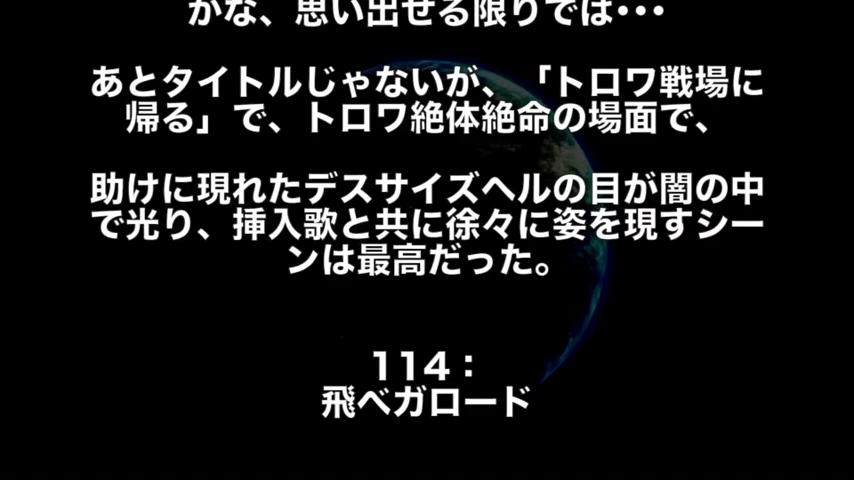 かな、思い出せる限りでは・・・
あとタイトルじゃないが、「トロワ戦場に
帰る」で、トロワ絶体絶命の場面で、
助けに現れたデスサイズヘルの目が闇の中
で光り、挿入歌と共に徐々に姿を現すシー
ンは最高だった。
114：
飛べガロード